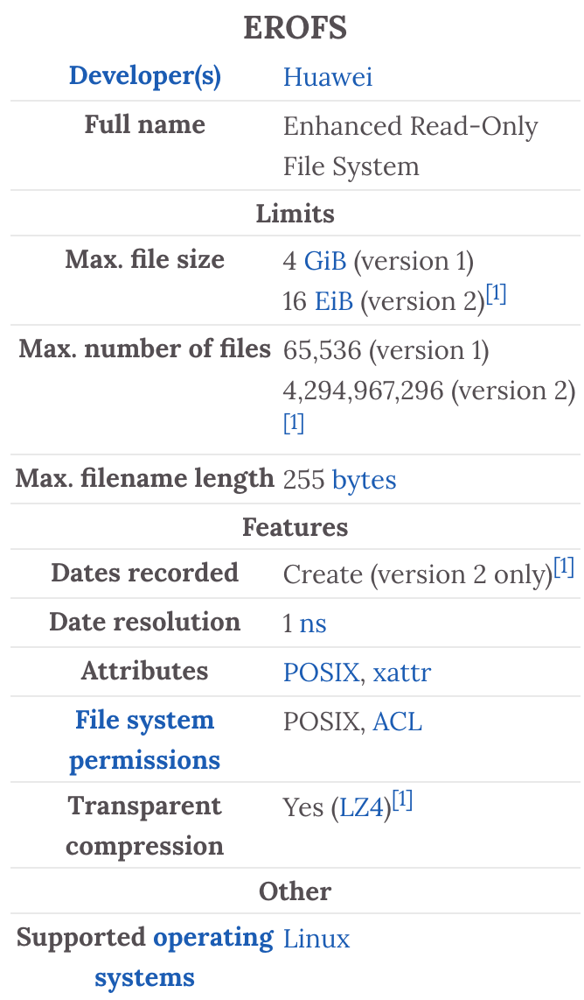 EROFS
Developer(s) Huawei
Full name Enhanced Read-Only
File System
Limits
Max. file size 4 GiB (version 1)
16 EiB (version 2)[1]
Max. number of files 65,536 (version 1)
4,294,967,296 (version 2)
[1]
Max. filename length 255 bytes
Features
Dates recorded Create (version 2 only)[1]
Date resolution 1 ns
Attributes POSIX, xattr
File system POSIX, ACL
permissions
Transparent Yes (LZ4)[1]
compression
Other
Supported operating Linux
systems